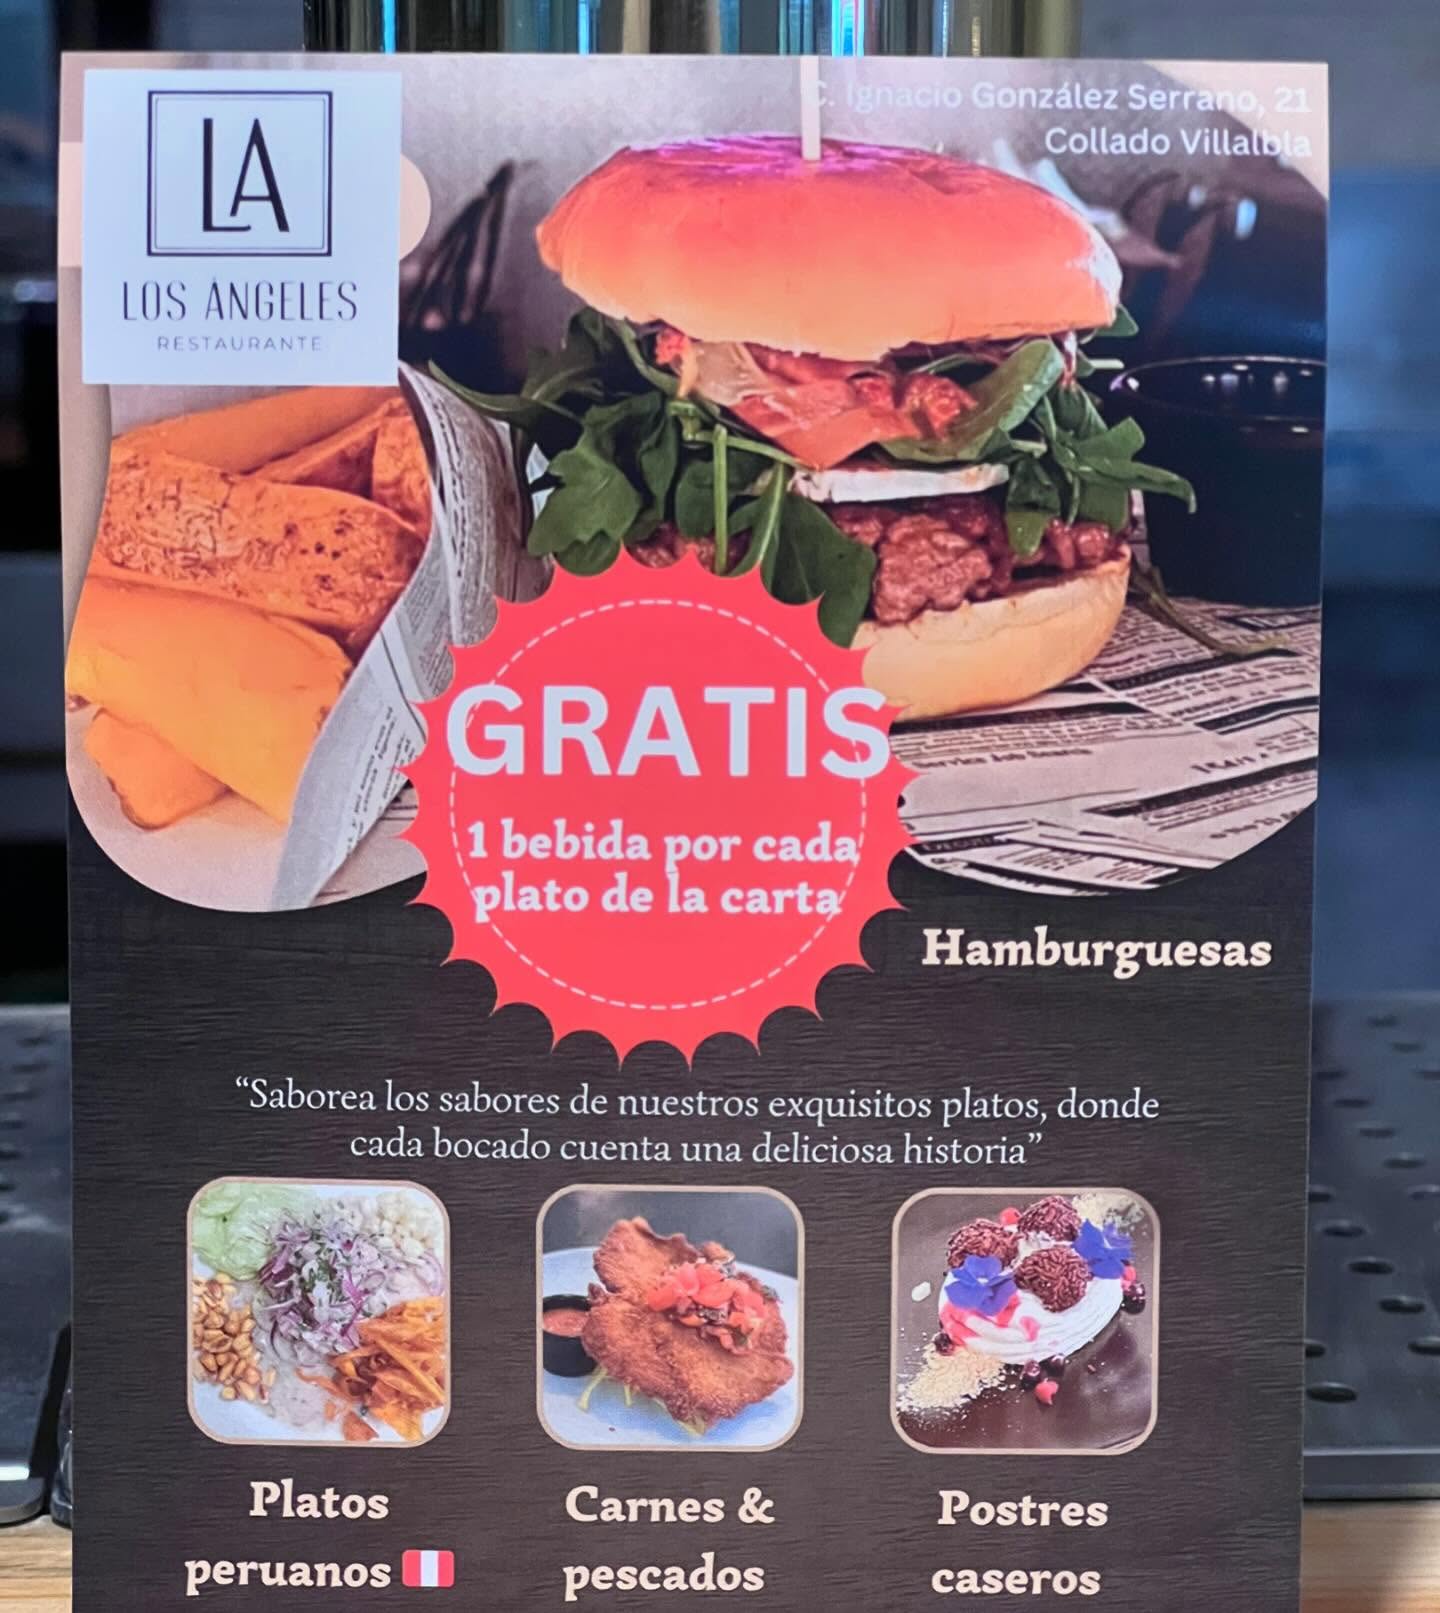 LA
LOS ÁNGELES
RESTAURANTE
C. Ignacio González Serrano, 21
Collado Villalbla
GRATIS
1 bebida por cada
plato de la carta
Hamburguesas
“Saborea los sabores de nuestros exquisitos platos, donde
cada bocado cuenta una deliciosa historia”
Platos
peruanos
Carnes &
pescados
Postres
caseros